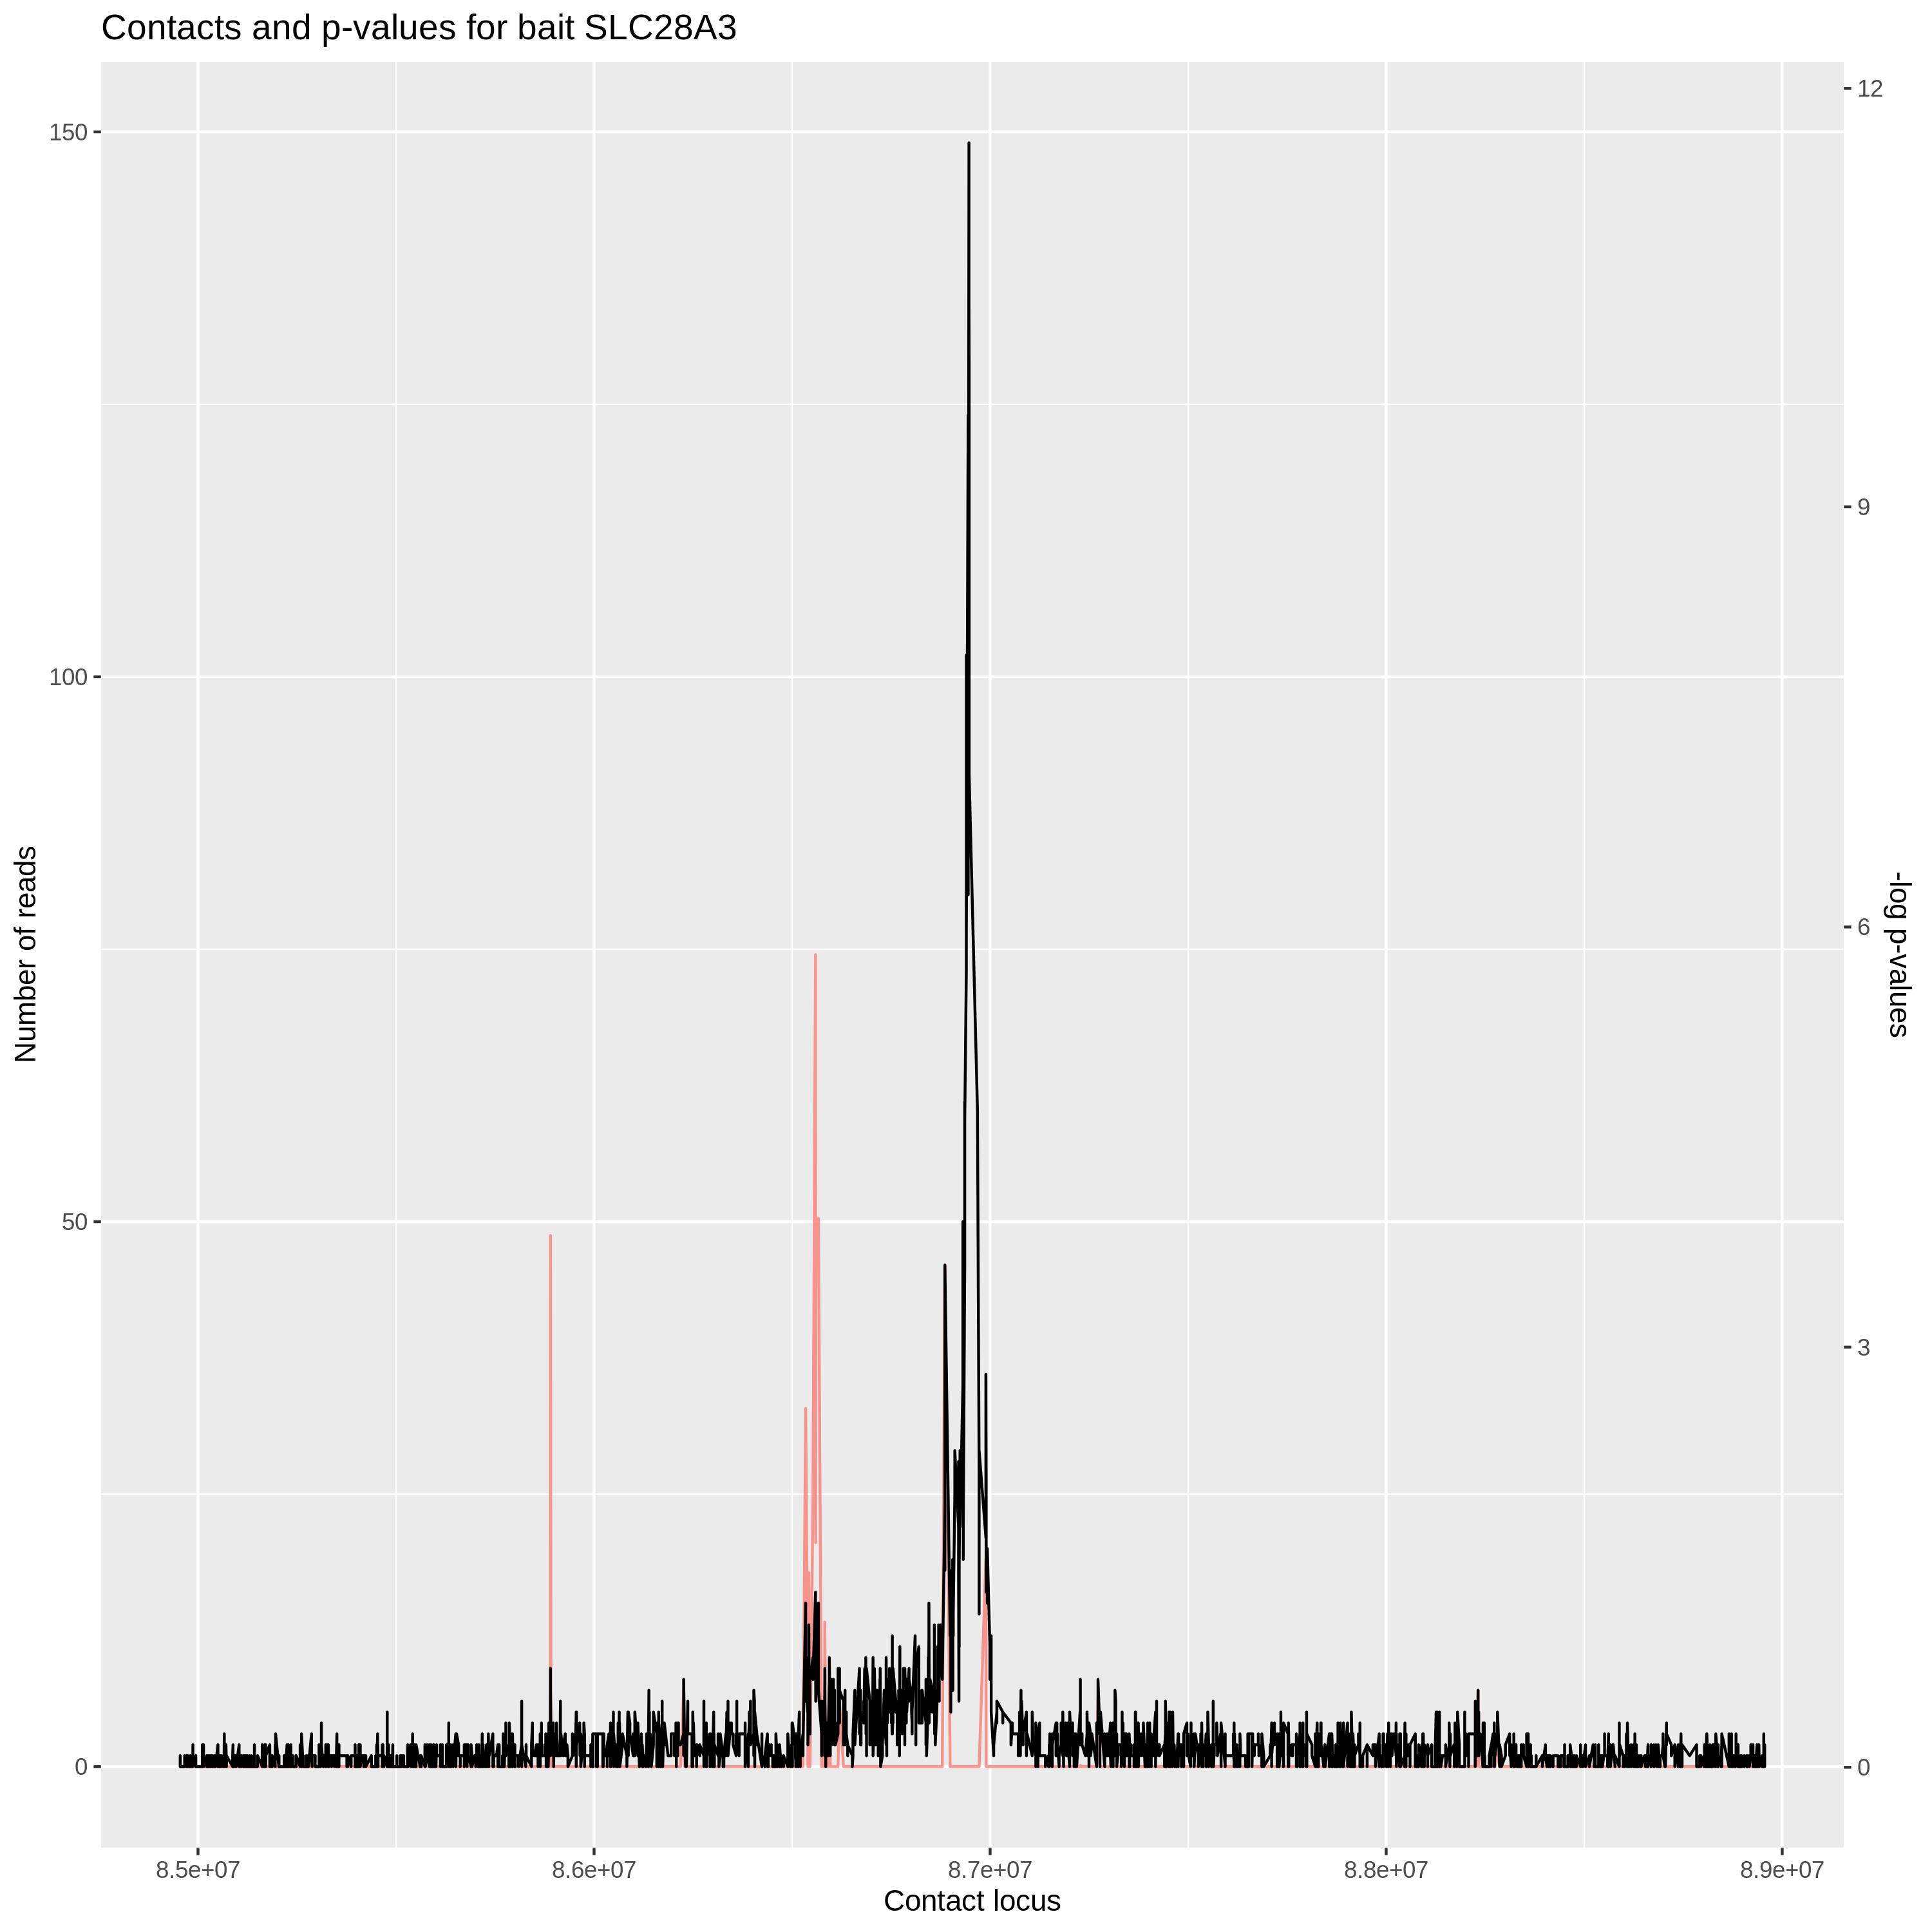 Contacts and p-values for bait SLC28A3
150
100
50
0
Number of reads
12
9
6
3
0
-log p-values
8.5e+07
8.6e+07
8.7e+07
8.8e+07
8.9e+07
Contact locus